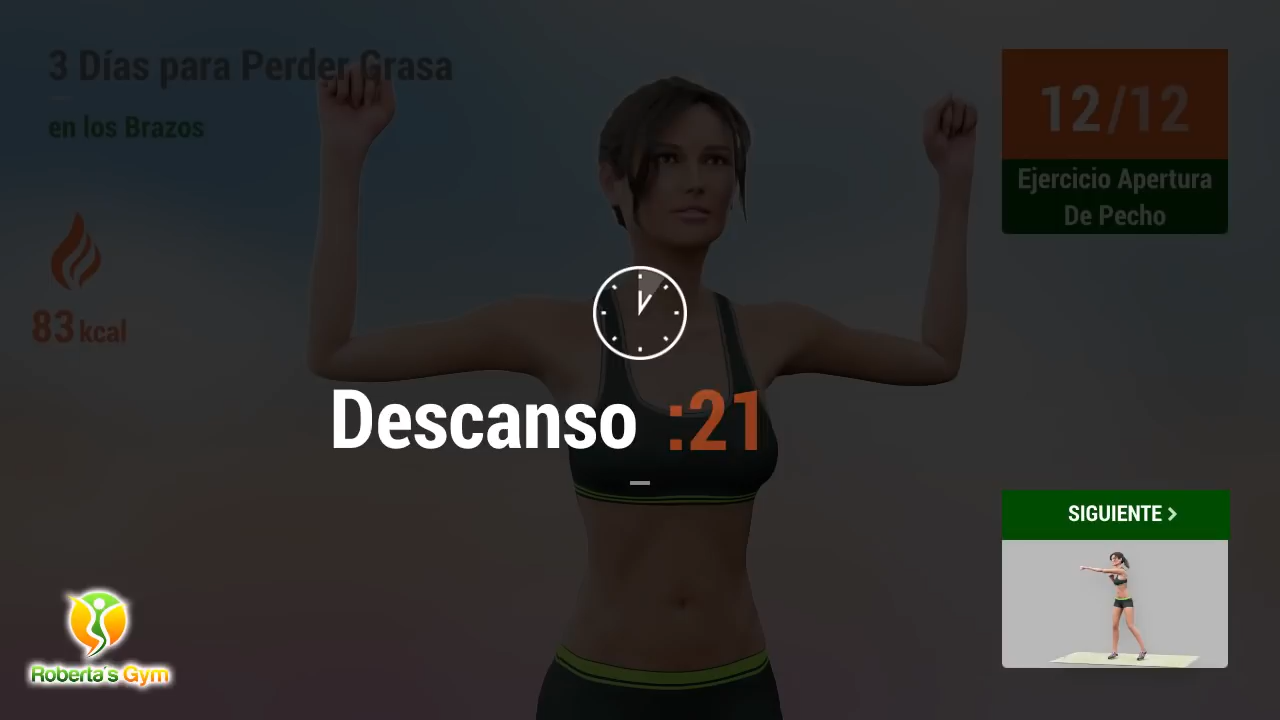 3 Días para Perder Grasa
en los Brazos
12/12
Ejercicio Apertura
De Pecho
83 kcal
Descanso :21
SIGUIENTE >
Roberta's Gym